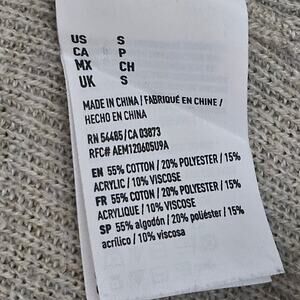 US S
CA P
MX CH
UK S
MADE IN CHINA / FABRIQUÉ EN CHINE /
HECHO EN CHINA
RN 54485/CA 03873
RFC# AEM120605U9A
EN 55% COTTON / 20% POLYESTER / 15%
ACRYLIC / 10% VISCOSE
FR 55% COTON / 20% POLYESTER / 15%
ACRYLIQUE / 10% VISCOSE
SP 55% algodón / 20% poliéster / 15%
acrílico / 10% viscosa